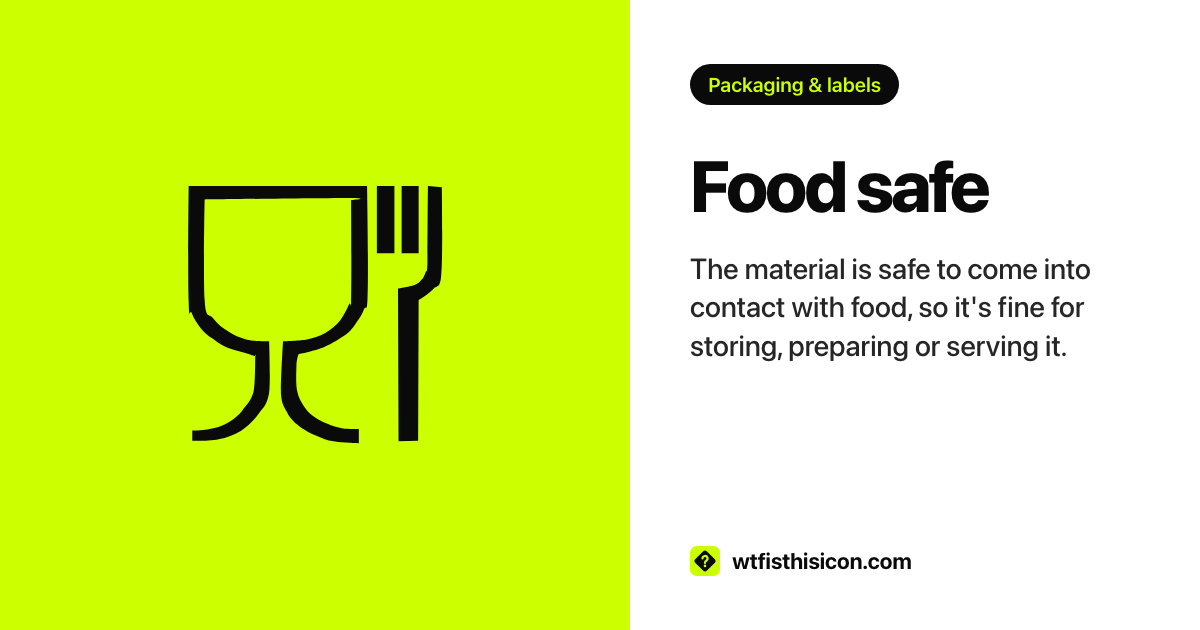 Packaging & labels
Food safe
The material is safe to come into
contact with food, so it's fine for
storing, preparing or serving it.
wtfisthisicon.com